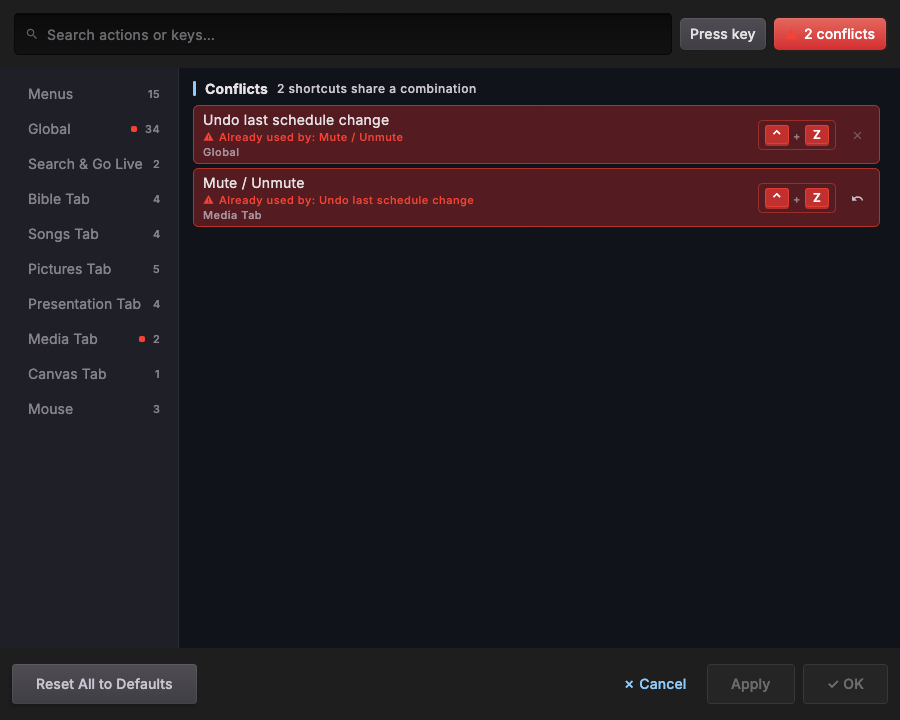 Search actions or keys...
Press key
2 conflicts
Menus 15
Global 34
Search & Go Live 2
Bible Tab 4
Songs Tab 4
Pictures Tab 5
Presentation Tab 4
Media Tab 2
Canvas Tab 1
Mouse 3
Conflicts 2 shortcuts share a combination
Undo last schedule change
Already used by: Mute / Unmute
Global
^ + Z
Mute / Unmute
Already used by: Undo last schedule change
Media Tab
^ + Z
Reset All to Defaults
Cancel
Apply
OK